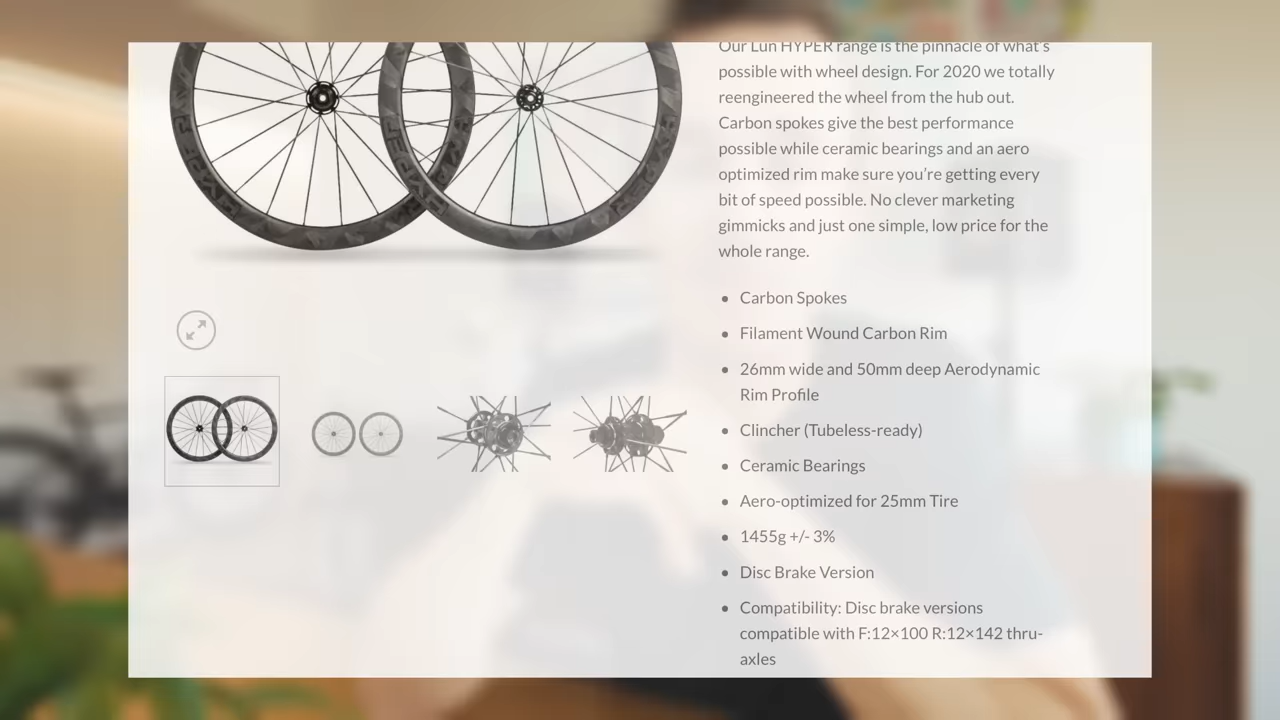 Our Lun HYPER range is the pinnacle of what's
possible with wheel design. For 2020 we totally
reengineered the wheel from the hub out.
Carbon spokes give the best performance
possible while ceramic bearings and an aero
optimized rim make sure you’re getting every
bit of speed possible. No clever marketing
gimmicks and just one simple, low price for the
whole range.
• Carbon Spokes
• Filament Wound Carbon Rim
• 26mm wide and 50mm deep Aerodynamic
Rim Profile
• Clincher (Tubeless-ready)
• Ceramic Bearings
• Aero-optimized for 25mm Tire
• 1455g +/- 3%
• Disc Brake Version
• Compatibility: Disc brake versions
compatible with F:12×100 R:12×142 thru-
axles